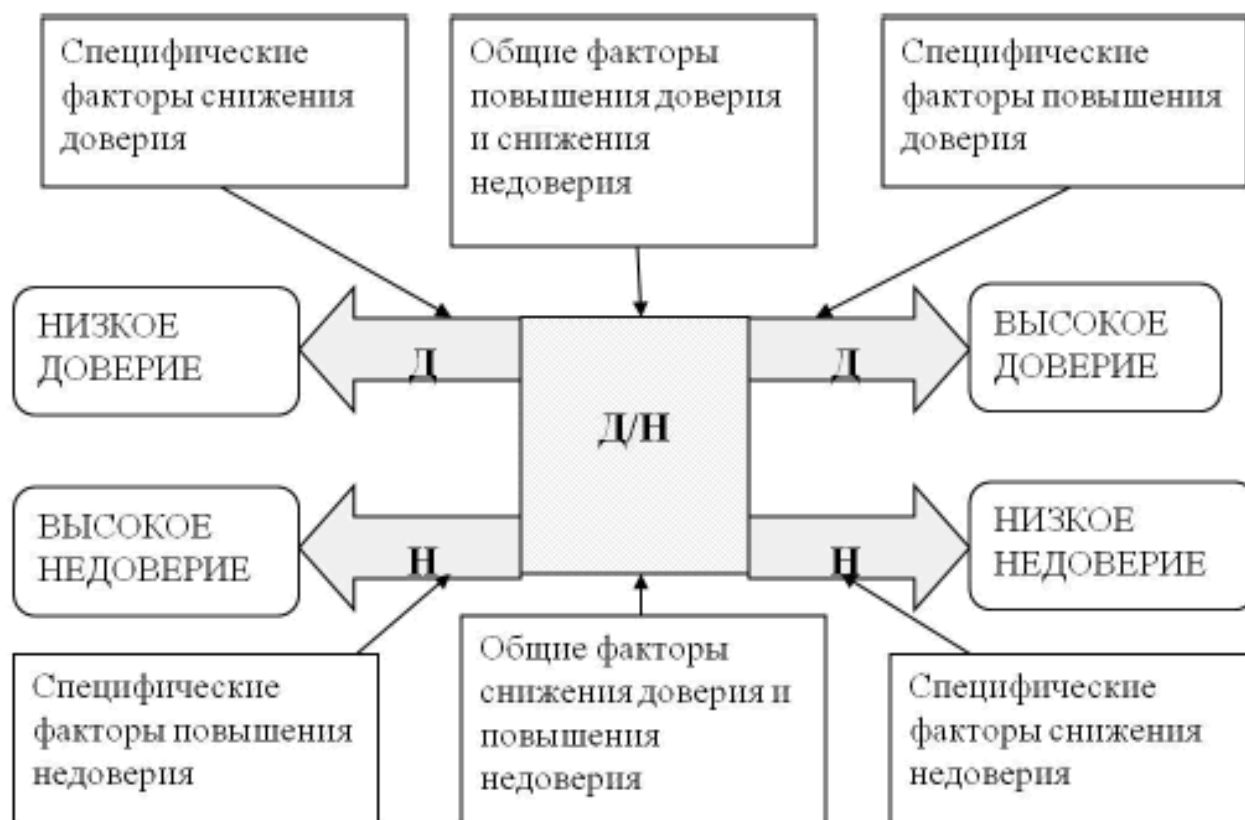 Специфические
факторы снижения
доверия
Общие факторы
повышения доверия
и снижения
недоверия
Специфические
факторы повышения
доверия
НИЗКОЕ
ДОВЕРИЕ
Д
Д
ВЫСОКОЕ
ДОВЕРИЕ
Д/Н
ВЫСОКОЕ
НЕДОВЕРИЕ
Н
Н
НИЗКОЕ
НЕДОВЕРИЕ
Специфические
факторы повышения
недоверия
Общие факторы
снижения доверия и
повышения
недоверия
Специфические
факторы снижения
недоверия